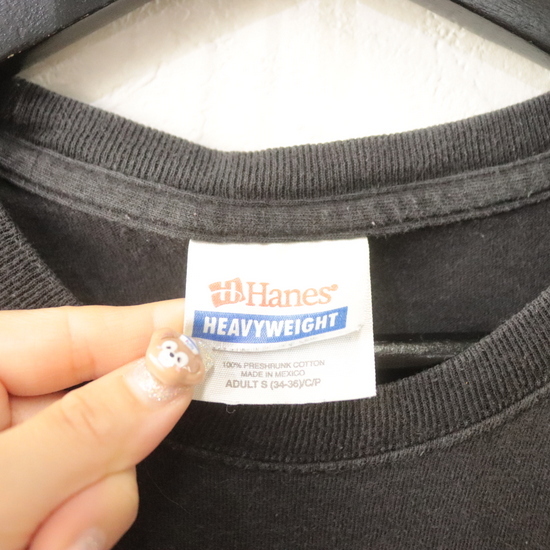 Hanes®
HEAVYWEIGHT
100% PRESHRUNK COTTON
MADE IN MEXICO
ADULT S (34-36)/C/P